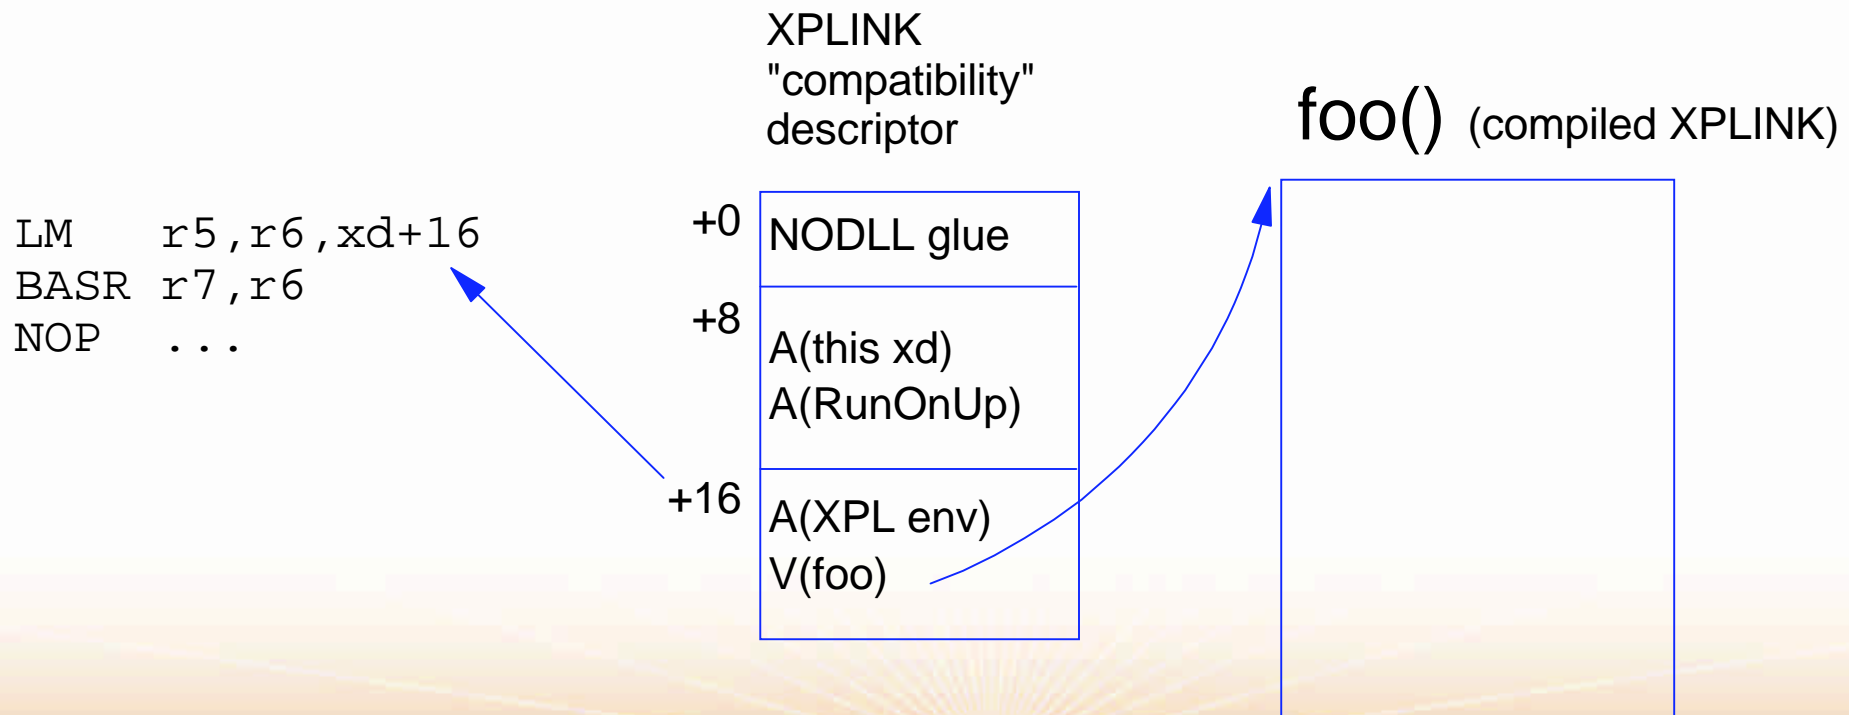 XPLINK
"compatibility"
descriptor
foo() (compiled XPLINK)
LM r5,r6,xd+16
BASR r7,r6
NOP ...
+0
NODLL glue
+8
A(this xd)
A(RunOnUp)
+16
A(XPL env)
V(foo)